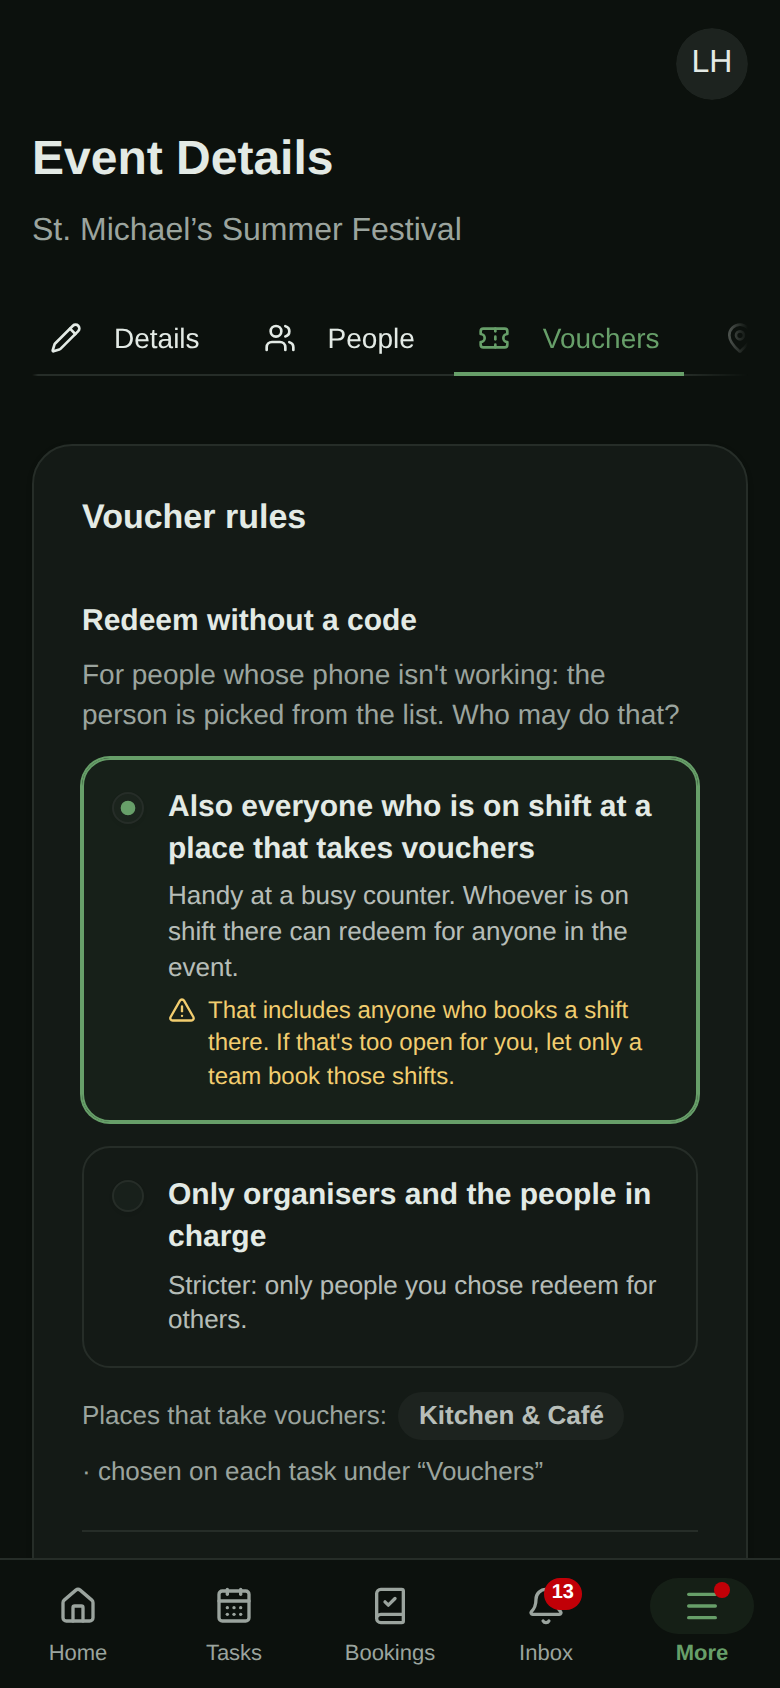 LH
Event Details
St. Michael’s Summer Festival
Details People Vouchers
Voucher rules
Redeem without a code
For people whose phone isn't working: the
person is picked from the list. Who may do that?
Also everyone who is on shift at a
place that takes vouchers
Handy at a busy counter. Whoever is on
shift there can redeem for anyone in the
event.
That includes anyone who books a shift
there. If that's too open for you, let only a
team book those shifts.
Only organisers and the people in
charge
Stricter: only people you chose redeem for
others.
Places that take vouchers: Kitchen & Café
· chosen on each task under “Vouchers”
13
Home Tasks Bookings Inbox More